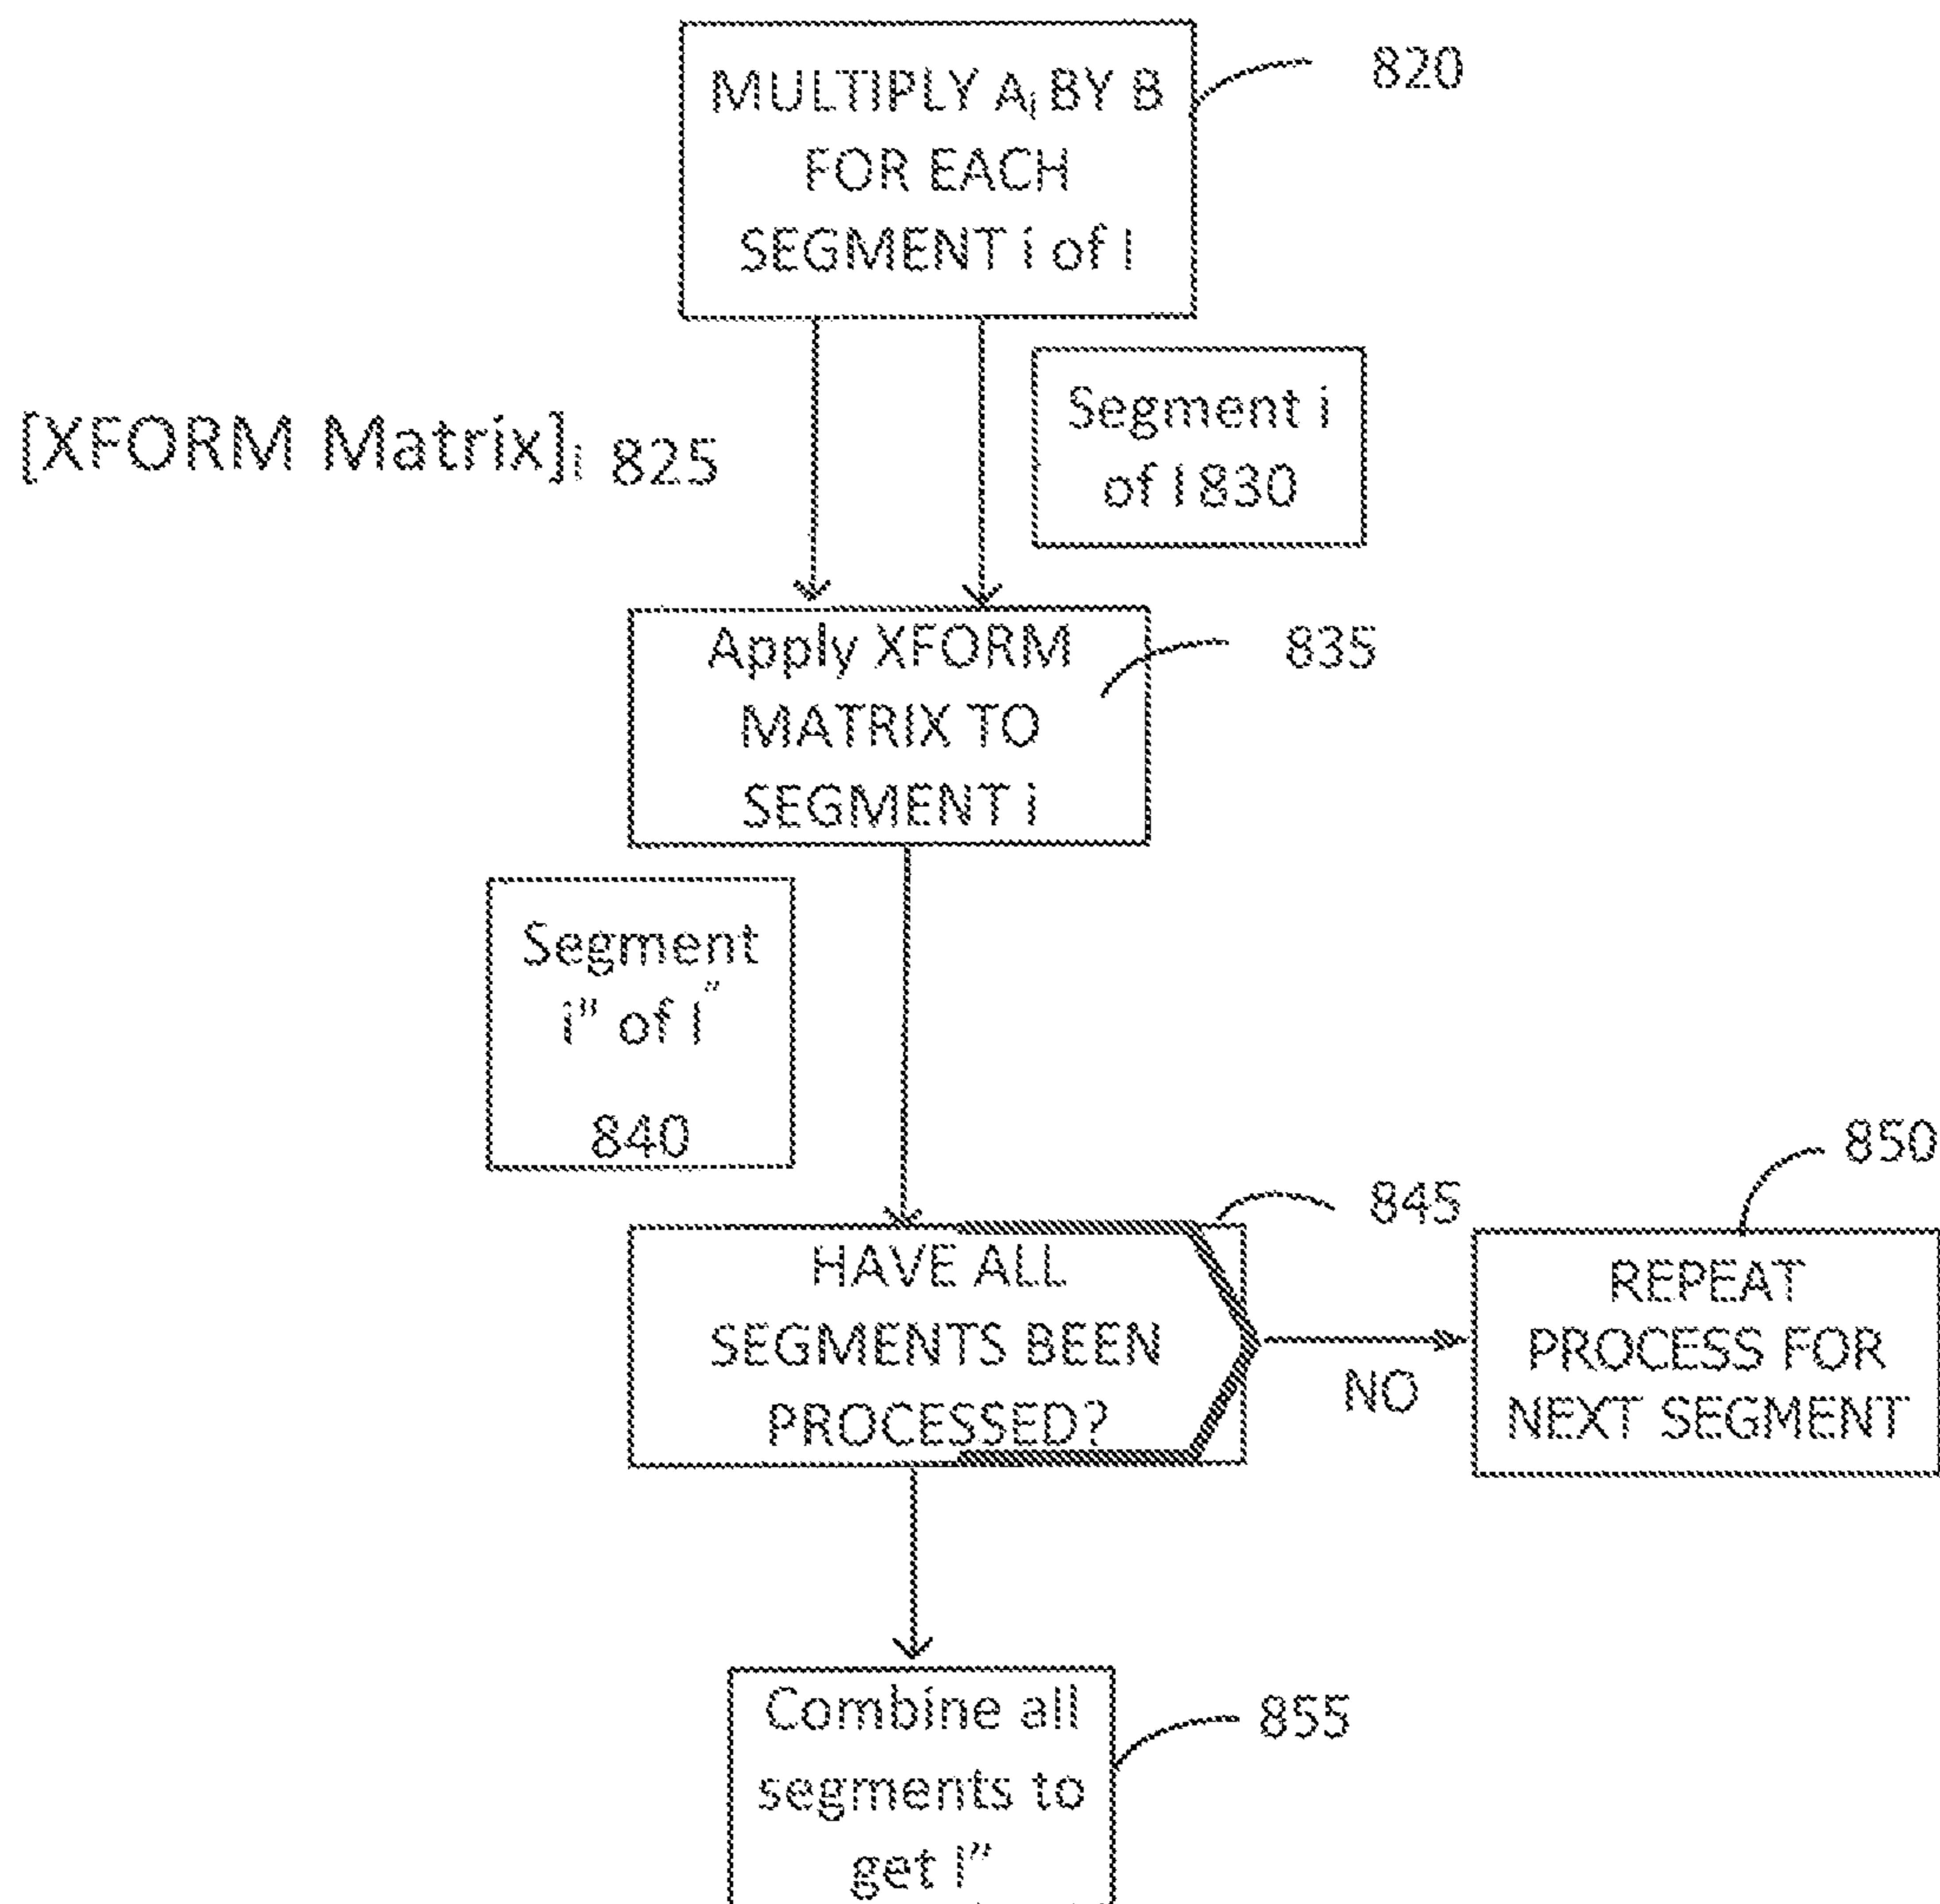 MULTIPLY Aᵢ BY B
FOR EACH
SEGMENT i of I
820
[XFORM Matrix]ᵢ 825
Segment i
of I 830
Apply XFORM
MATRIX TO
SEGMENT i
835
Segment
i" of I"
840
HAVE ALL
SEGMENTS BEEN
PROCESSED?
845
NO
850
REPEAT
PROCESS FOR
NEXT SEGMENT
Combine all
segments to
get I"
855